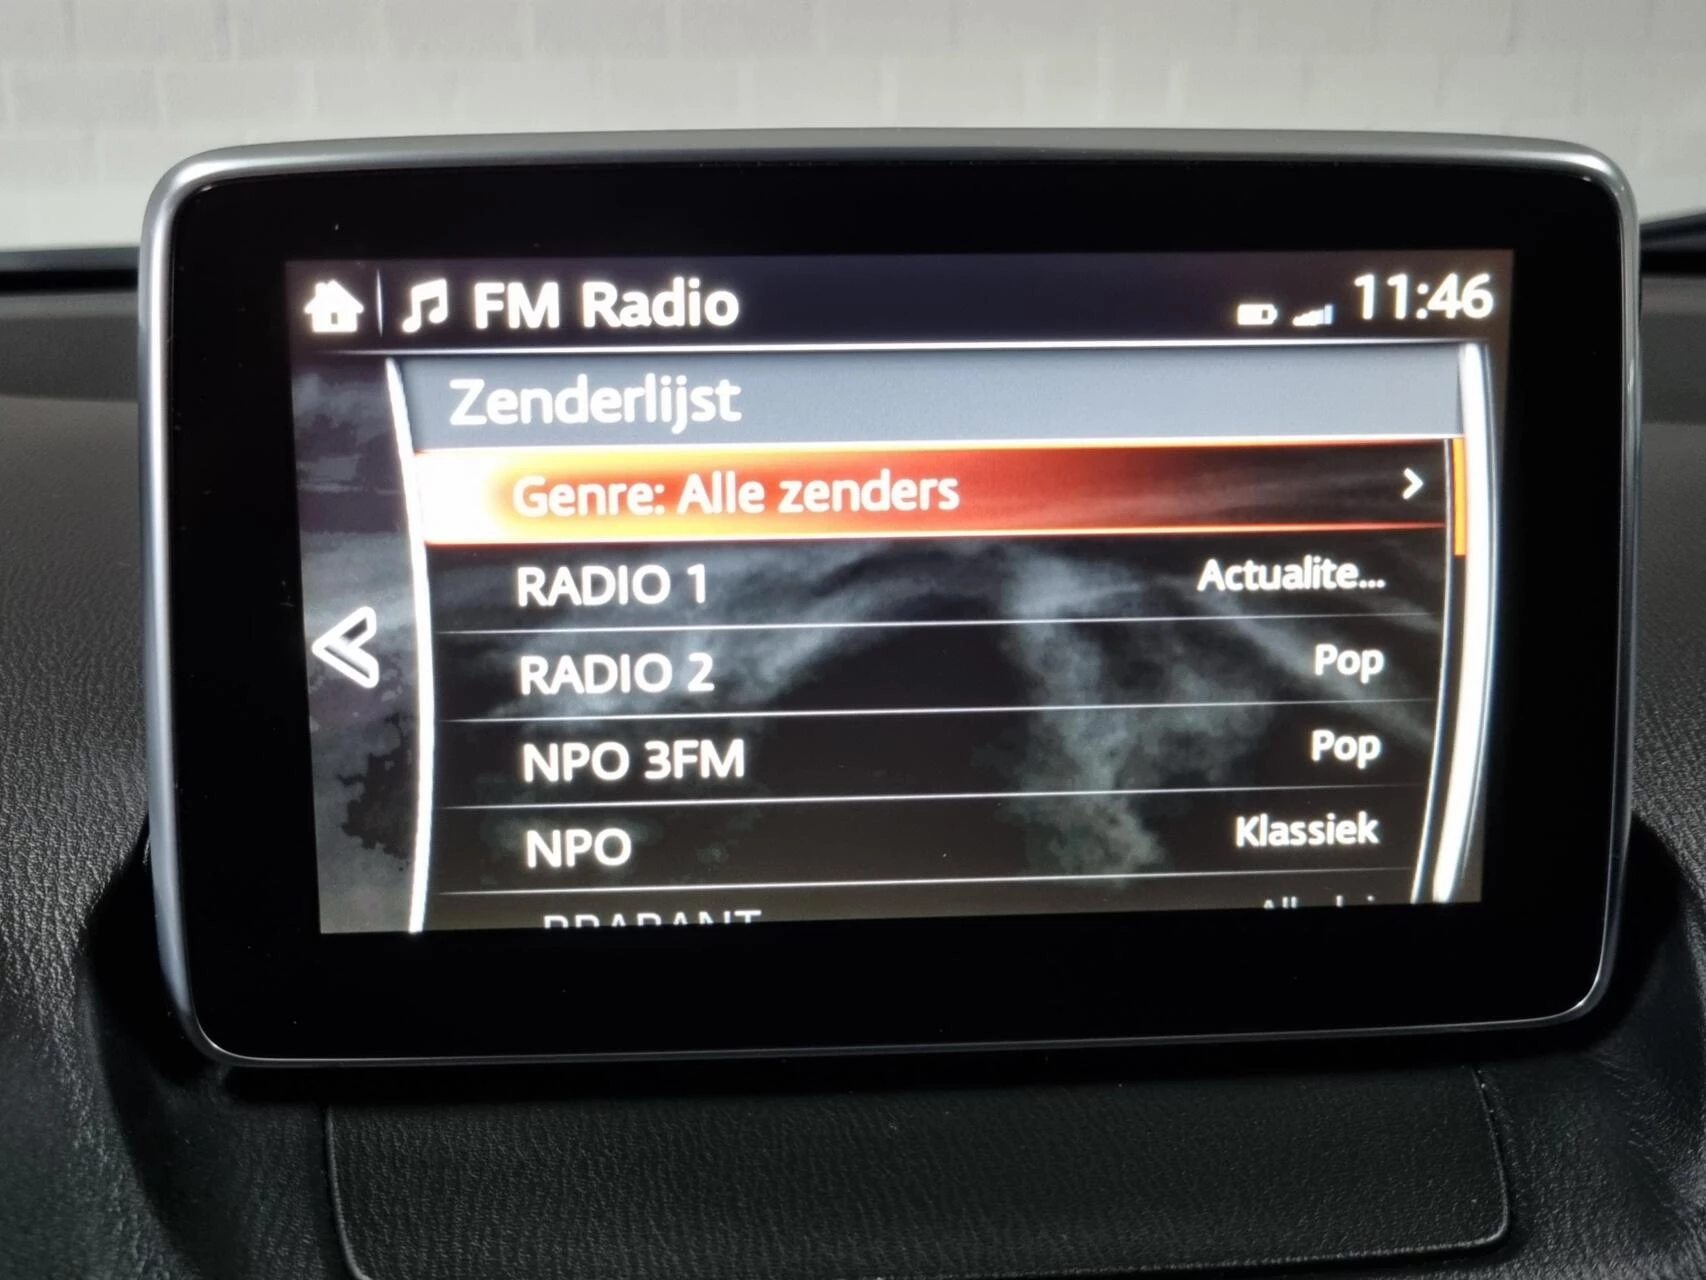 FM Radio 11:46
Zenderlijst
Genre: Alle zenders
RADIO 1 Actualite...
RADIO 2 Pop
NPO 3FM Pop
NPO Klassiek
BRABANT